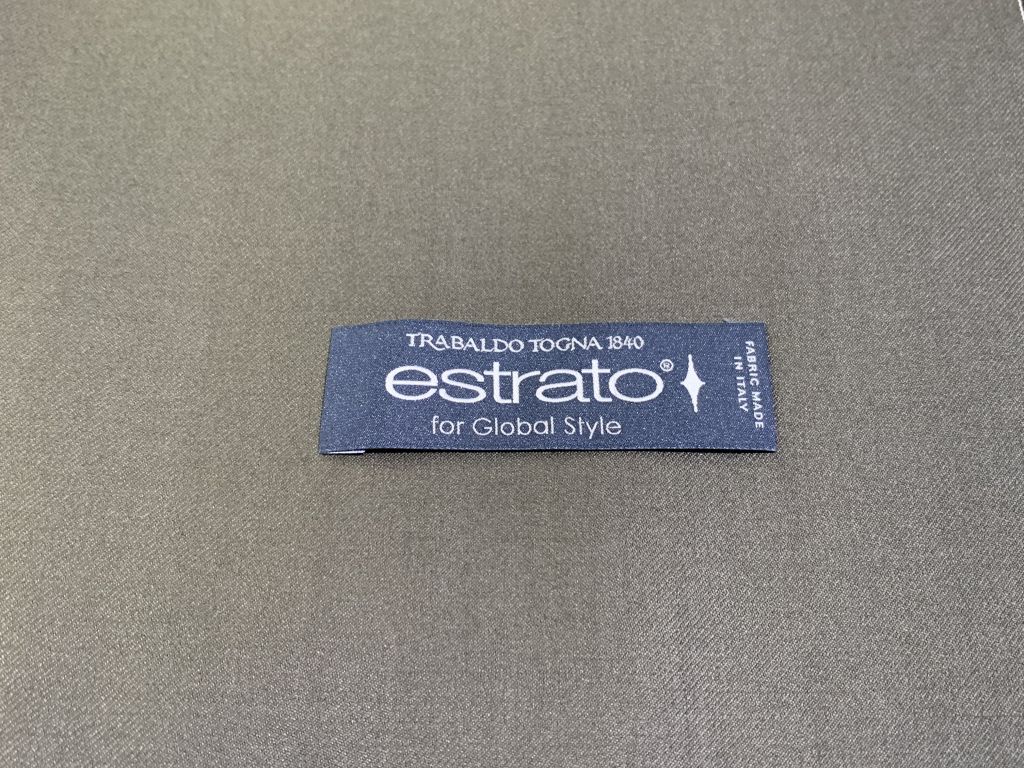 TRABALDO TOGNA 1840
estrato®
for Global Style
FABRIC MADE
IN ITALY